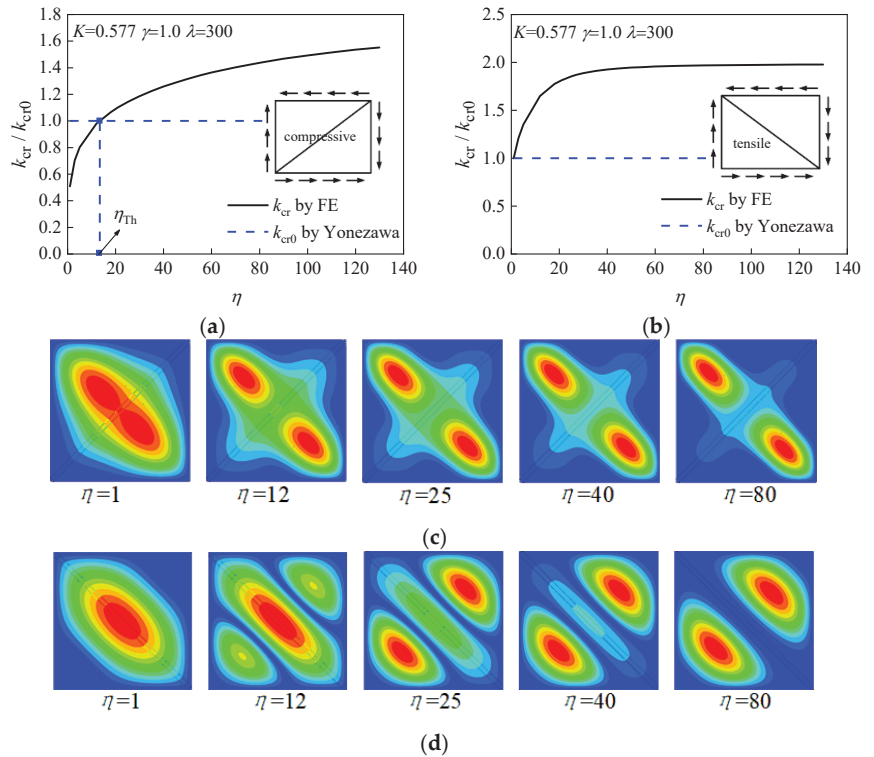 K=0.577 γ=1.0 λ=300
1.8
1.6
1.4
1.2
1.0
0.8
0.6
0.4
0.2
0.0
k_cr / k_cr0
compressive
k_cr by FE
k_cr0 by Yonezawa
η_Th
0 20 40 60 80 100 120 140
η
(a)
K=0.577 γ=1.0 λ=300
2.5
2.0
1.5
1.0
0.5
0.0
k_cr / k_cr0
tensile
k_cr by FE
k_cr0 by Yonezawa
0 20 40 60 80 100 120 140
η
(b)
η=1 η=12 η=25 η=40 η=80
(c)
η=1 η=12 η=25 η=40 η=80
(d)